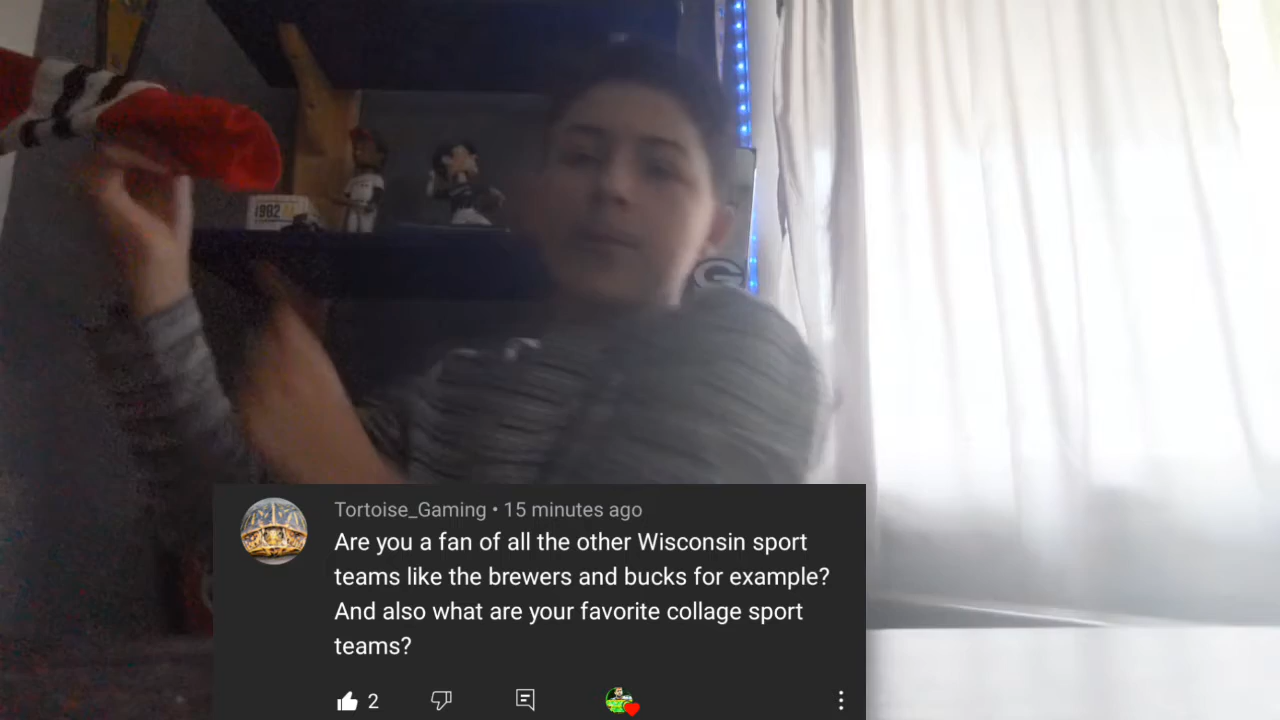 1982
G
Tortoise_Gaming • 15 minutes ago
Are you a fan of all the other Wisconsin sport
teams like the brewers and bucks for example?
And also what are your favorite collage sport
teams?
2